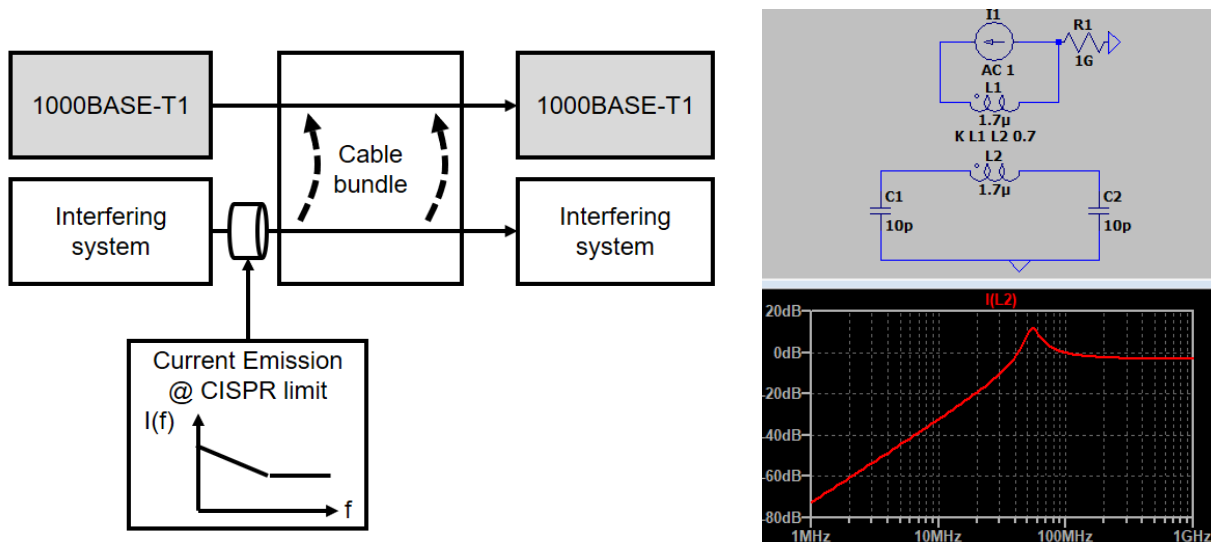 1000BASE-T1
1000BASE-T1
Cable
bundle
Interfering
system
Interfering
system
Current Emission
@ CISPR limit
I(f)
f
I1
R1
1G
AC 1
L1
1.7µ
K L1 L2 0.7
L2
1.7µ
C1
10p
C2
10p
I(L2)
20dB
0dB
-20dB
-40dB
-60dB
-80dB
1MHz
10MHz
100MHz
1GHz